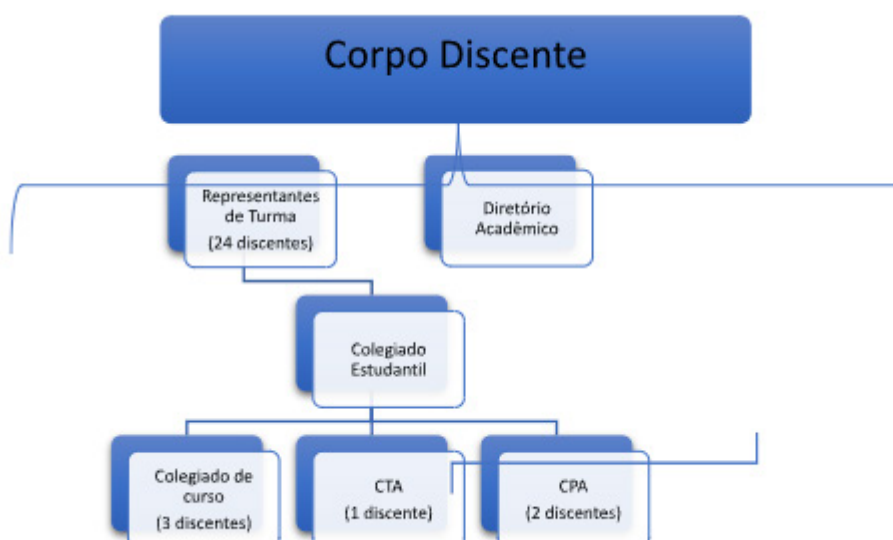 Corpo Discente
Representantes
de Turma
(24 discentes)
Diretório
Acadêmico
Colegiado
Estudantil
Colegiado de
curso
(3 discentes)
CTA
(1 discente)
CPA
(2 discentes)